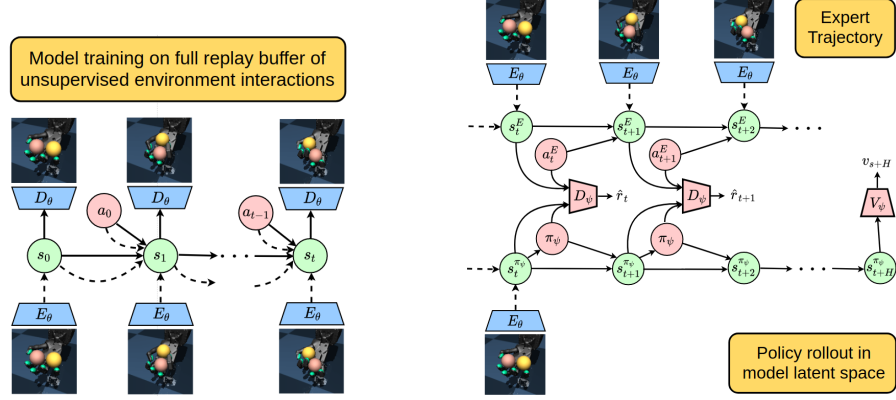 Model training on full replay buffer of
unsupervised environment interactions
D_θ D_θ D_θ
a_0 a_{t−1}
s_0 s_1 · · · s_t
E_θ E_θ E_θ
Expert
Trajectory
E_θ E_θ E_θ
s_t^E s_{t+1}^E s_{t+2}^E · · ·
a_t^E a_{t+1}^E
D_ψ r̂_t D_ψ r̂_{t+1}
v_{s+H}
V_ψ
π_ψ π_ψ
s_t^{π_ψ} s_{t+1}^{π_ψ} s_{t+2}^{π_ψ} · · · s_{t+H}^{π_ψ}
E_θ
Policy rollout in
model latent space